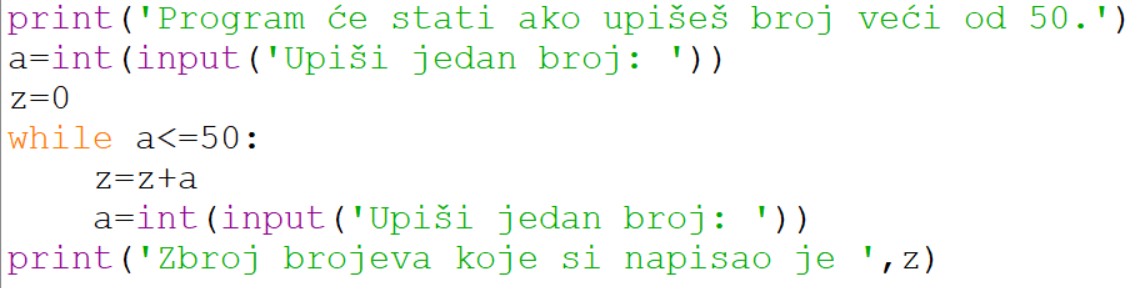 print('Program će stati ako upišeš broj veći od 50.')
a=int(input('Upiši jedan broj: '))
z=0
while a<=50:
    z=z+a
    a=int(input('Upiši jedan broj: '))
print('Zbroj brojeva koje si napisao je ',z)